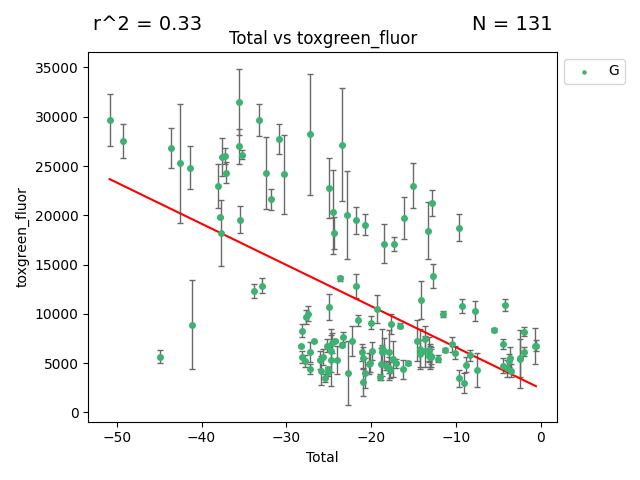 r^2 = 0.33
N = 131
Total vs toxgreen_fluor
G
35000
30000
25000
20000
15000
10000
5000
0
toxgreen_fluor
−50
−40
−30
−20
−10
0
Total